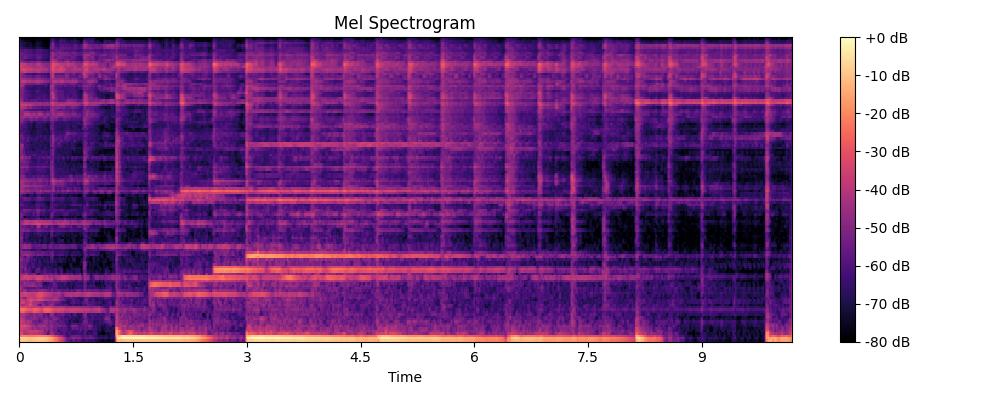 Mel Spectrogram
+0 dB
-10 dB
-20 dB
-30 dB
-40 dB
-50 dB
-60 dB
-70 dB
-80 dB
0 1.5 3 4.5 6 7.5 9
Time